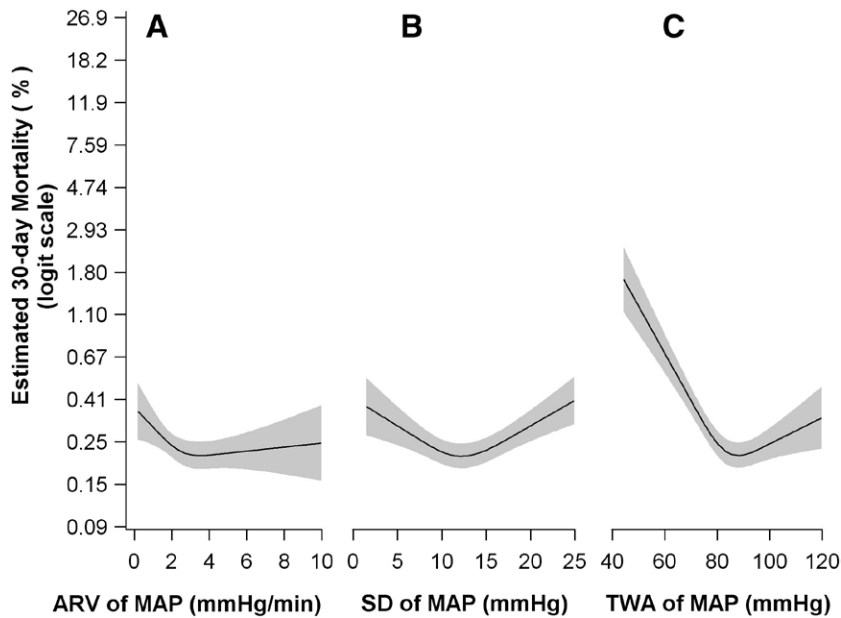 A B C
Estimated 30-day Mortality ( % )
(logit scale)
26.9
18.2
11.9
7.59
4.74
2.93
1.80
1.10
0.67
0.41
0.25
0.15
0.09
0 2 4 6 8 10
0 5 10 15 20 25
40 60 80 100 120
ARV of MAP (mmHg/min)
SD of MAP (mmHg)
TWA of MAP (mmHg)